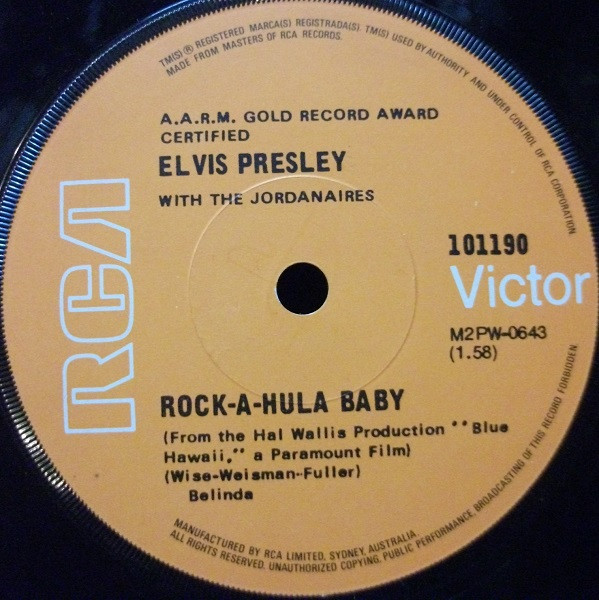 TM(S) ® REGISTERED MARCA(S) REGISTRADA(S). TM(S) USED BY AUTHORITY AND UNDER CONTROL OF RCA CORPORATION.
MADE FROM MASTERS OF RCA RECORDS.
A.A.R.M. GOLD RECORD AWARD
CERTIFIED
ELVIS PRESLEY
WITH THE JORDANAIRES
RCA
101190
Victor
M2PW-0643
(1.58)
ROCK-A-HULA BABY
(From the Hal Wallis Production "Blue
Hawaii," a Paramount Film)
(Wise-Weisman-Fuller)
Belinda
MANUFACTURED BY RCA LIMITED, SYDNEY, AUSTRALIA.
ALL RIGHTS RESERVED. UNAUTHORIZED COPYING, PUBLIC PERFORMANCE, BROADCASTING OF THIS RECORD FORBIDDEN.